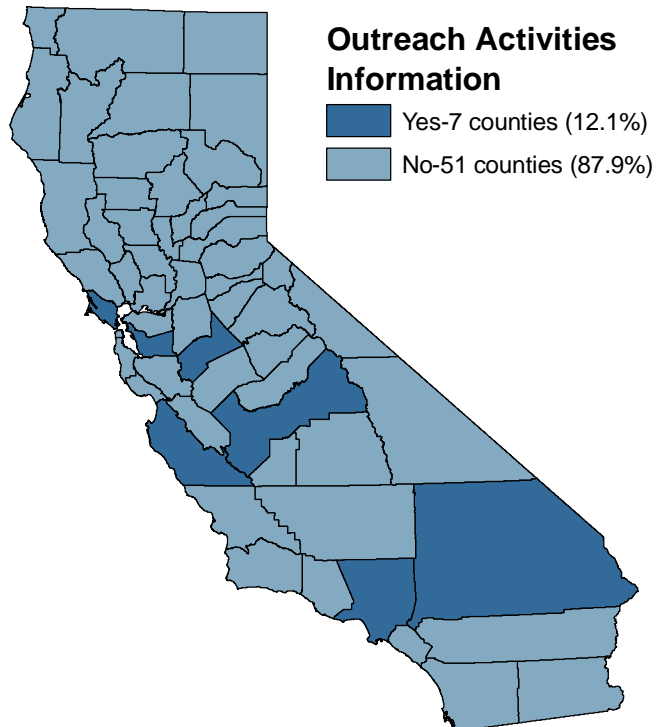 Outreach Activities
Information
Yes-7 counties (12.1%)
No-51 counties (87.9%)